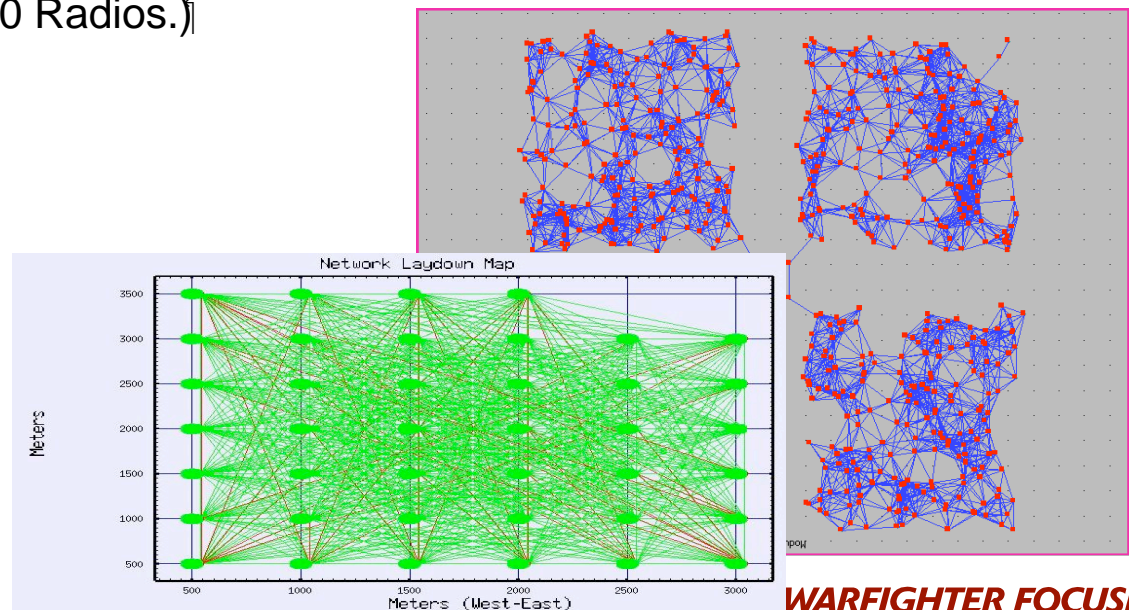 0 Radios.)
Network Laydown Map
3500
3000
2500
2000
1500
1000
500
Meters
500 1000 1500 2000 2500 3000
Meters (West-East)
WARFIGHTER FOCUS